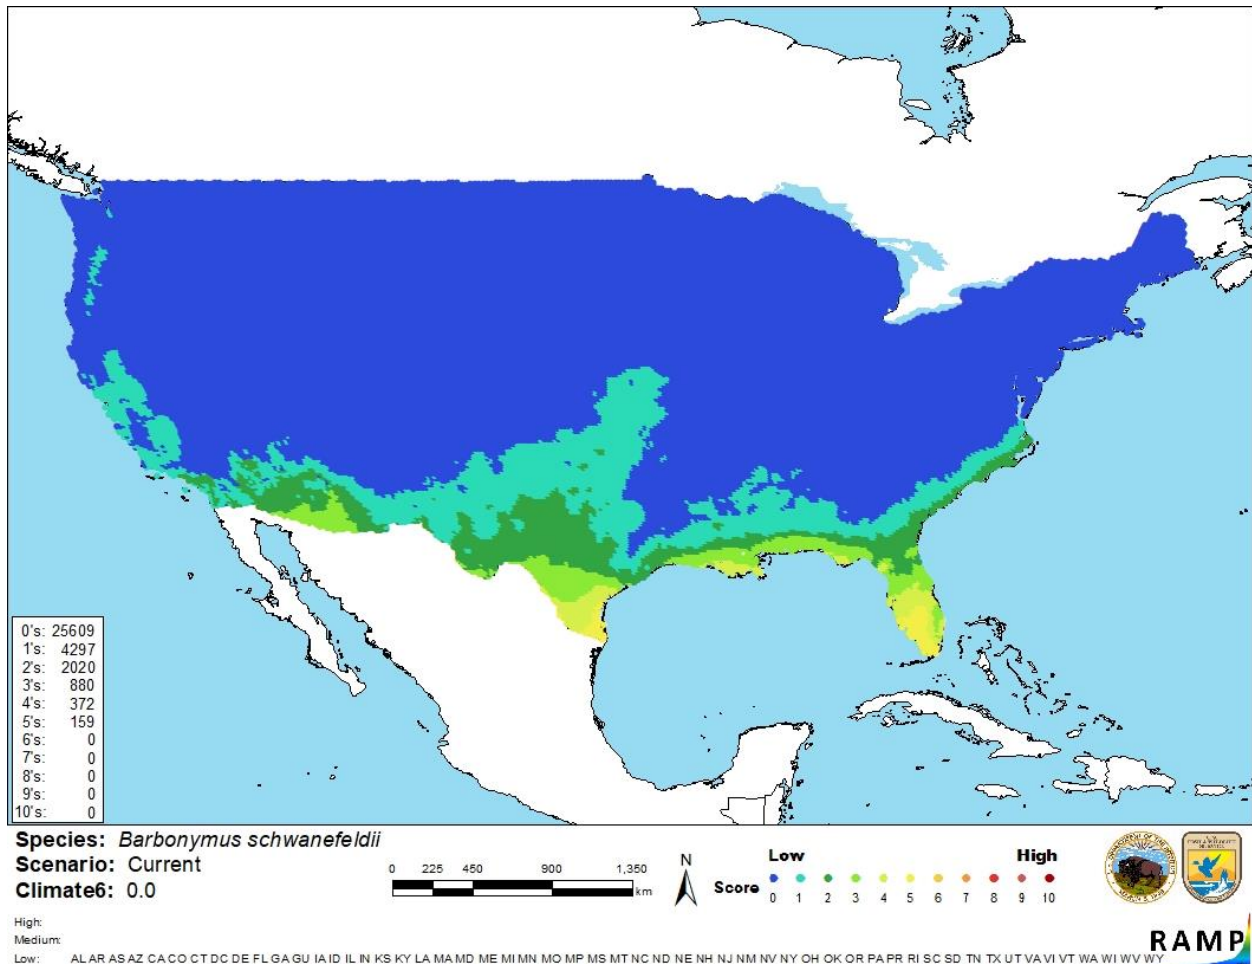 0's: 25609
1's: 4297
2's: 2020
3's: 880
4's: 372
5's: 159
6's: 0
7's: 0
8's: 0
9's: 0
10's: 0
Species: Barbonymus schwanefeldii
Scenario: Current
Climate6: 0.0
0 225 450 900 1,350
km
N
Low High
Score
0 1 2 3 4 5 6 7 8 9 10
RAMP
High:
Medium:
Low: AL AR AS AZ CA CO CT DC DE FL GA GU IA ID IL IN KS KY LA MA MD ME MI MN MO MP MS MT NC ND NE NH NJ NM NV NY OH OK OR PA PR RI SC SD TN TX UT VA VI VT WA WI WV WY